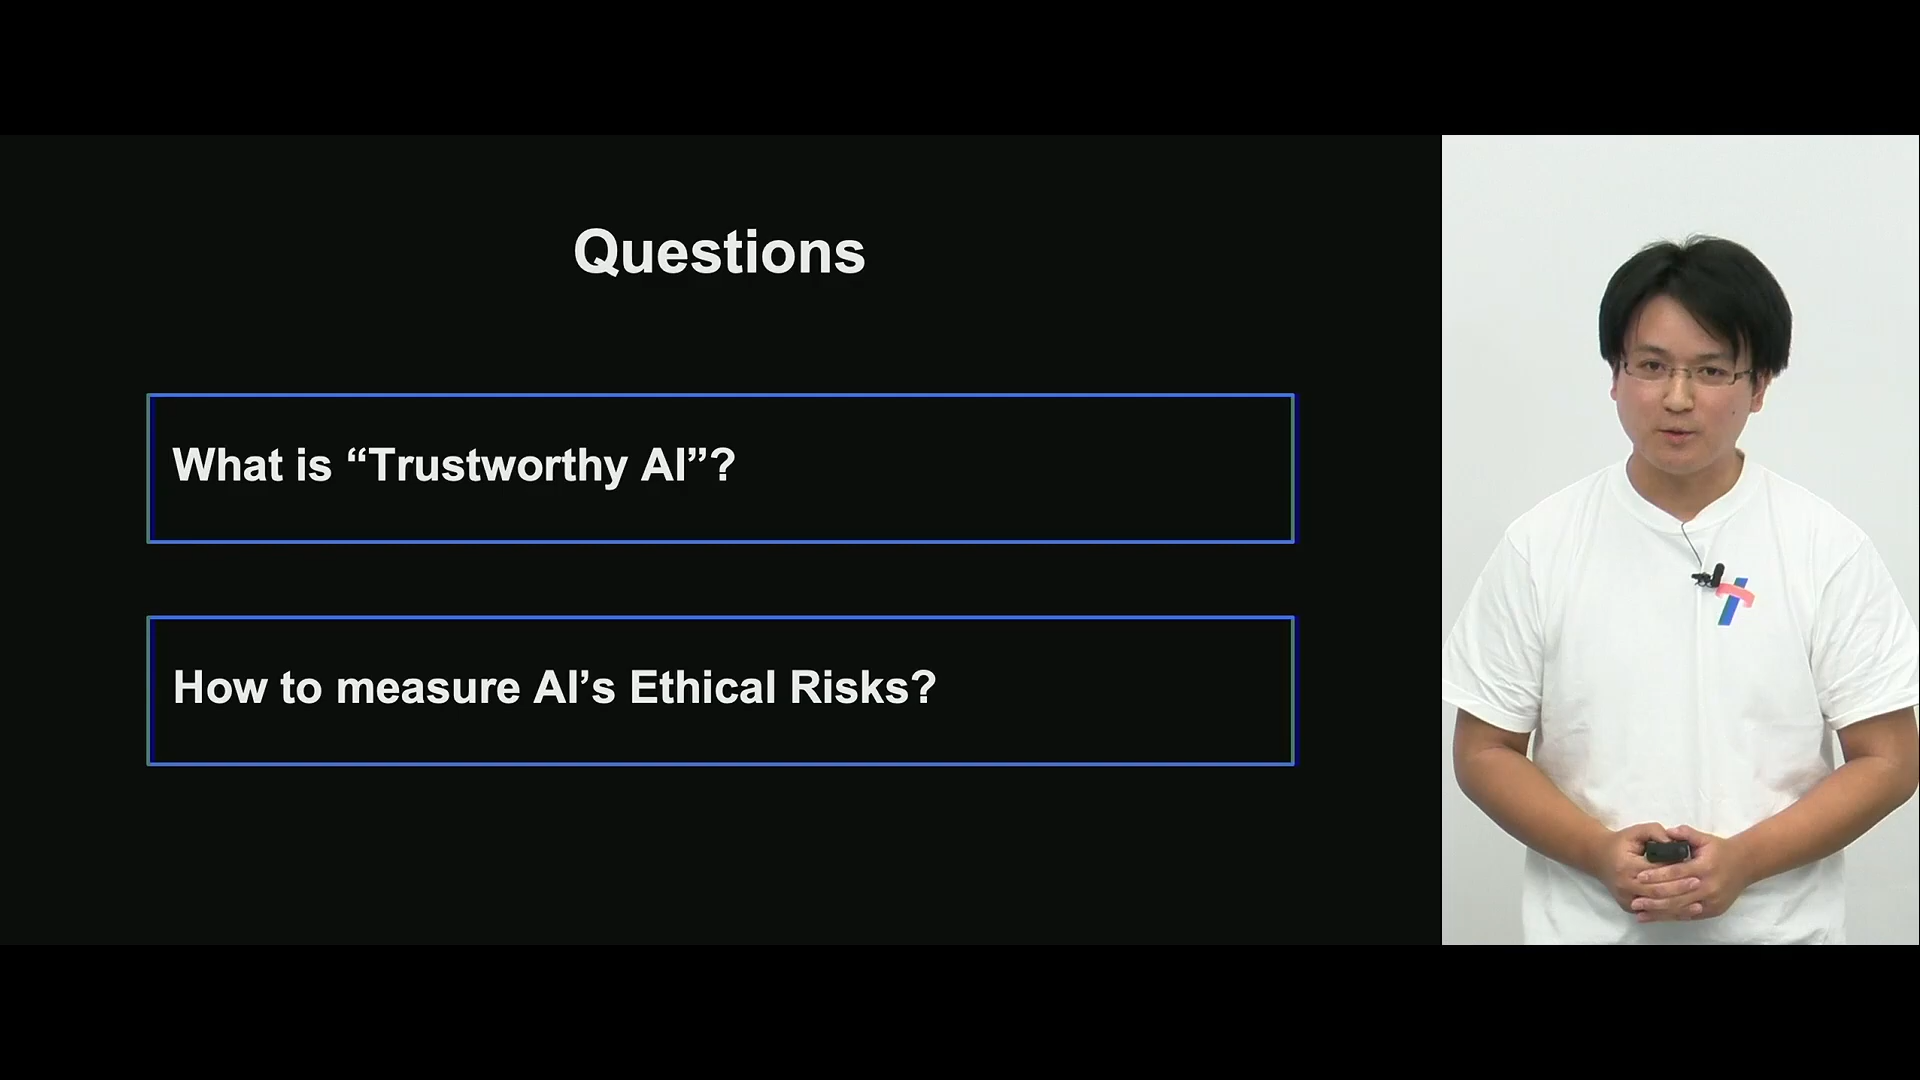 Questions
What is “Trustworthy AI”?
How to measure AI’s Ethical Risks?